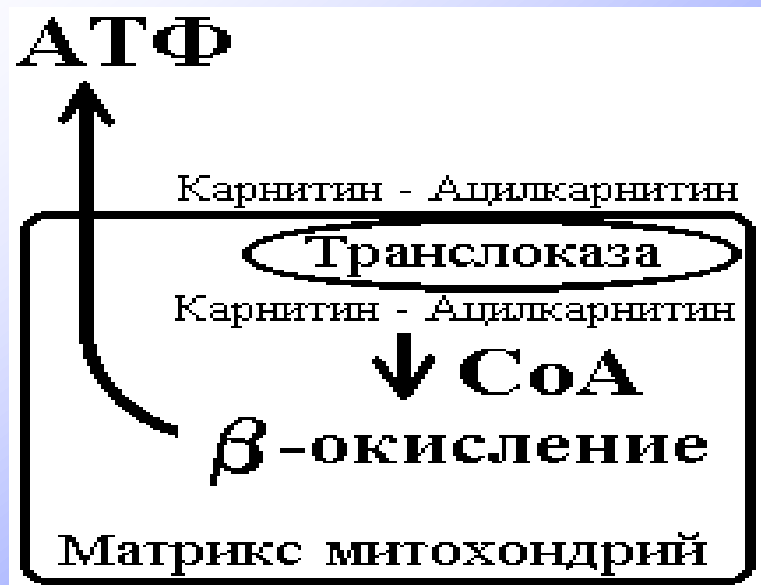 АТФ
Карнитин - Ацилкарнитин
Транслоказа
Карнитин - Ацилкарнитин
CoA
β-окисление
Матрикс митохондрий